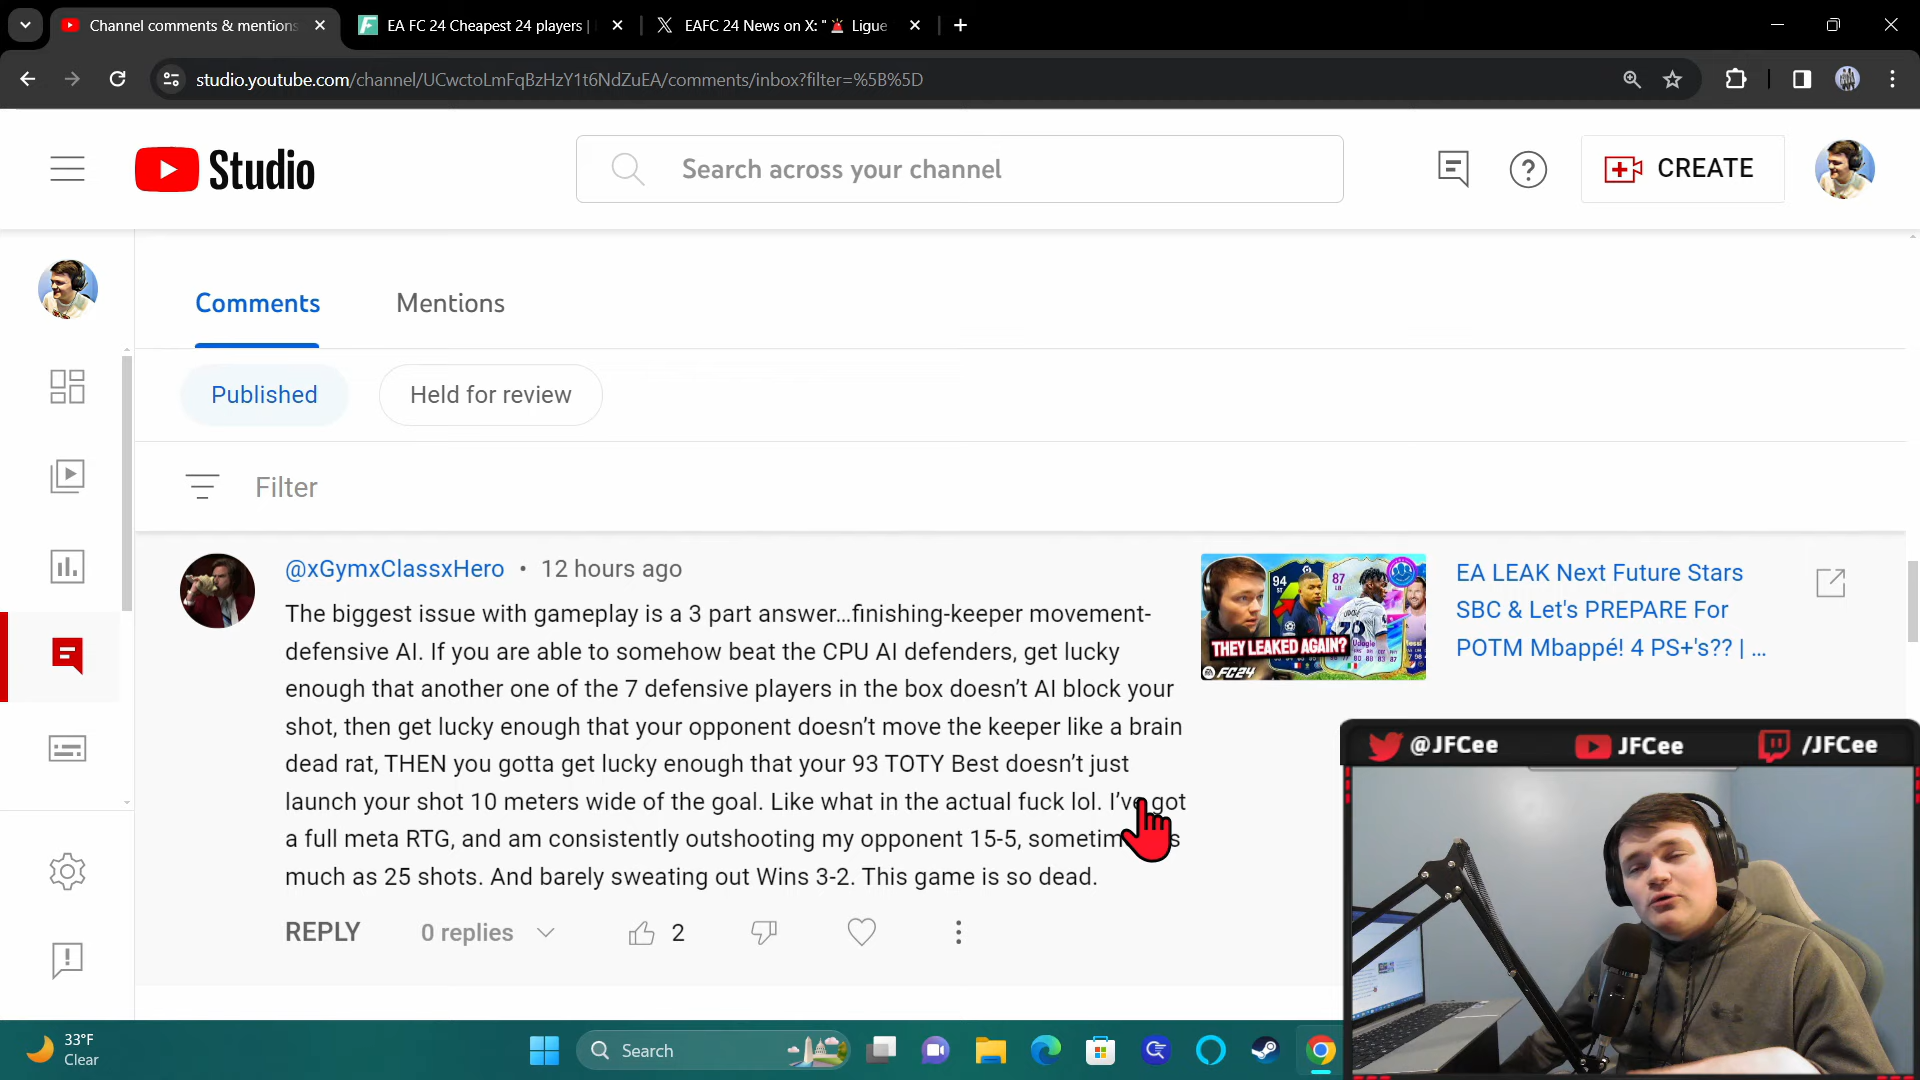 Channel comments & mentions
EA FC 24 Cheapest 24 players |
EAFC 24 News on X: "🚨 Ligue
studio.youtube.com/channel/UCwctoLmFqBzHzY1t6NdZuEA/comments/inbox?filter=%5B%5D
Studio
Search across your channel
CREATE
Comments
Mentions
Published
Held for review
Filter
@xGymxClassxHero • 12 hours ago
The biggest issue with gameplay is a 3 part answer…finishing-keeper movement-
defensive AI. If you are able to somehow beat the CPU AI defenders, get lucky
enough that another one of the 7 defensive players in the box doesn't AI block your
shot, then get lucky enough that your opponent doesn't move the keeper like a brain
dead rat, THEN you gotta get lucky enough that your 93 TOTY Best doesn't just
launch your shot 10 meters wide of the goal. Like what in the actual fuck lol. I've got
a full meta RTG, and am consistently outshooting my opponent 15-5, sometim s
much as 25 shots. And barely sweating out Wins 3-2. This game is so dead.
REPLY
0 replies
2
94
ST
87
LB
THEY LEAKED AGAIN?
FC24
EA LEAK Next Future Stars
SBC & Let's PREPARE For
POTM Mbappé! 4 PS+'s?? | ...
@JFCee
JFCee
/JFCee
33°F
Clear
Search